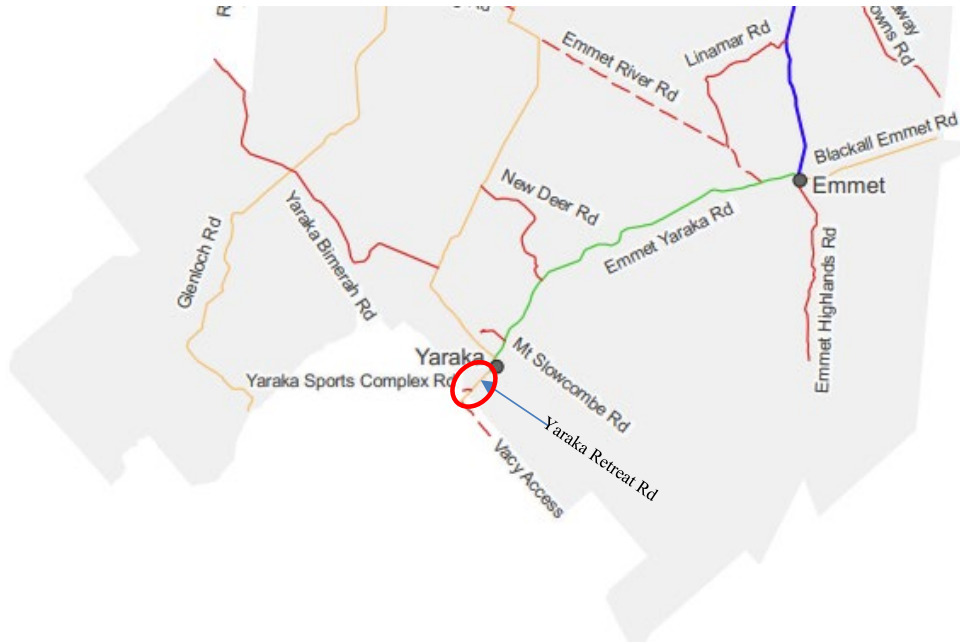 Linamar Rd
Emmet River Rd
Blackall Emmet Rd
Emmet
New Deer Rd
Emmet Yaraka Rd
Yaraka Bimerah Rd
Glenloch Rd
Emmet Highlands Rd
Yaraka
Mt Slowcombe Rd
Yaraka Sports Complex Rd
Yaraka Retreat Rd
Vacy Access